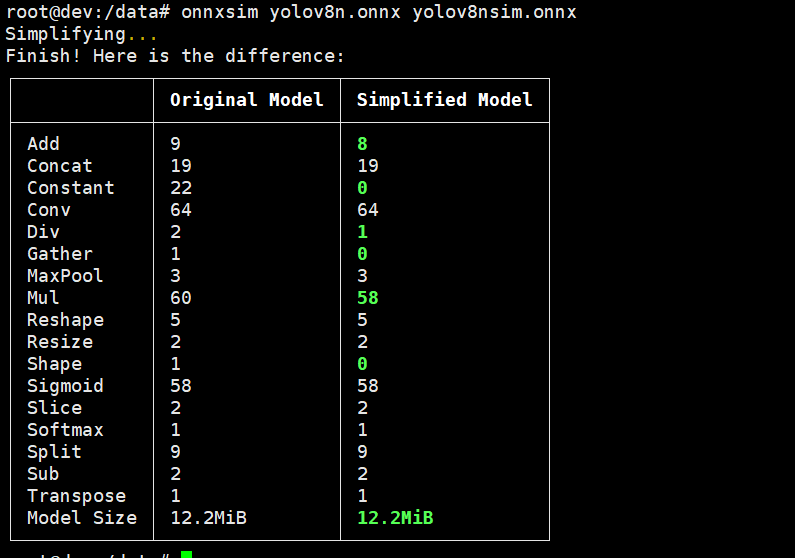 root@dev:/data# onnxsim yolov8n.onnx yolov8nsim.onnx
Simplifying...
Finish! Here is the difference:
Original Model Simplified Model
Add 9 8
Concat 19 19
Constant 22 0
Conv 64 64
Div 2 1
Gather 1 0
MaxPool 3 3
Mul 60 58
Reshape 5 5
Resize 2 2
Shape 1 0
Sigmoid 58 58
Slice 2 2
Softmax 1 1
Split 9 9
Sub 2 2
Transpose 1 1
Model Size 12.2MiB 12.2MiB